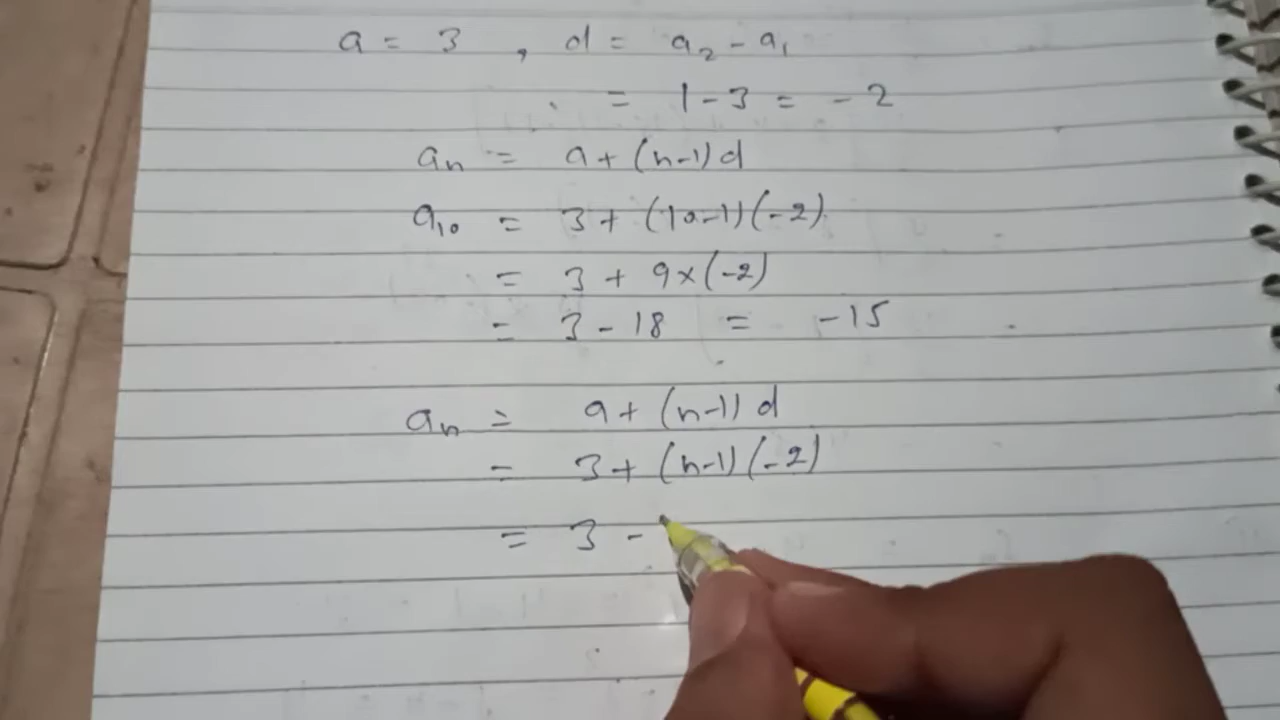 a = 3 , d = a₂ - a₁
= 1 - 3 = - 2
aₙ = a + (n-1) d
a₁₀ = 3 + (10-1) (-2)
= 3 + 9 × (-2)
= 3 - 18 = -15
aₙ = a + (n-1) d
= 3 + (n-1) (-2)
= 3 -